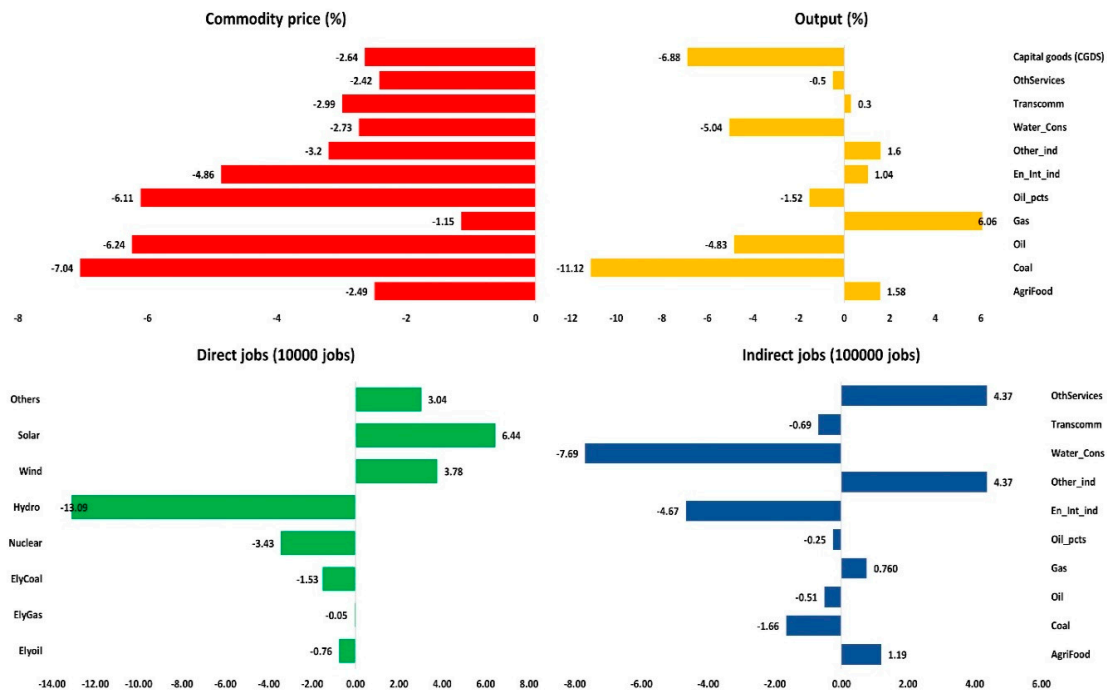 Commodity price (%)
-2.64
-2.42
-2.99
-2.73
-3.2
-4.86
-6.11
-1.15
-6.24
-7.04
-2.49
-8 -6 -4 -2 0
Output (%)
-6.88 Capital goods (CGDS)
-0.5 OthServices
0.3 Transcomm
-5.04 Water_Cons
1.6 Other_ind
1.04 En_Int_ind
-1.52 Oil_pcts
6.06 Gas
-4.83 Oil
-11.12 Coal
1.58 AgriFood
-12 -10 -8 -6 -4 -2 0 2 4 6
Direct jobs (10000 jobs)
Others 3.04
Solar 6.44
Wind 3.78
Hydro -13.09
Nuclear -3.43
ElyCoal -1.53
ElyGas -0.05
Elyoil -0.76
-14.00 -10.00 -8.00 -6.00 -4.00 -2.00 0.00 2.00 4.00 6.00 8.00
Indirect jobs (100000 jobs)
4.37 OthServices
-0.69 Transcomm
-7.69 Water_Cons
4.37 Other_ind
-4.67 En_Int_ind
-0.25 Oil_pcts
0.760 Gas
-0.51 Oil
-1.66 Coal
1.19 AgriFood
-8.00 -6.00 -4.00 -2.00 0.00 2.00 4.00 6.00